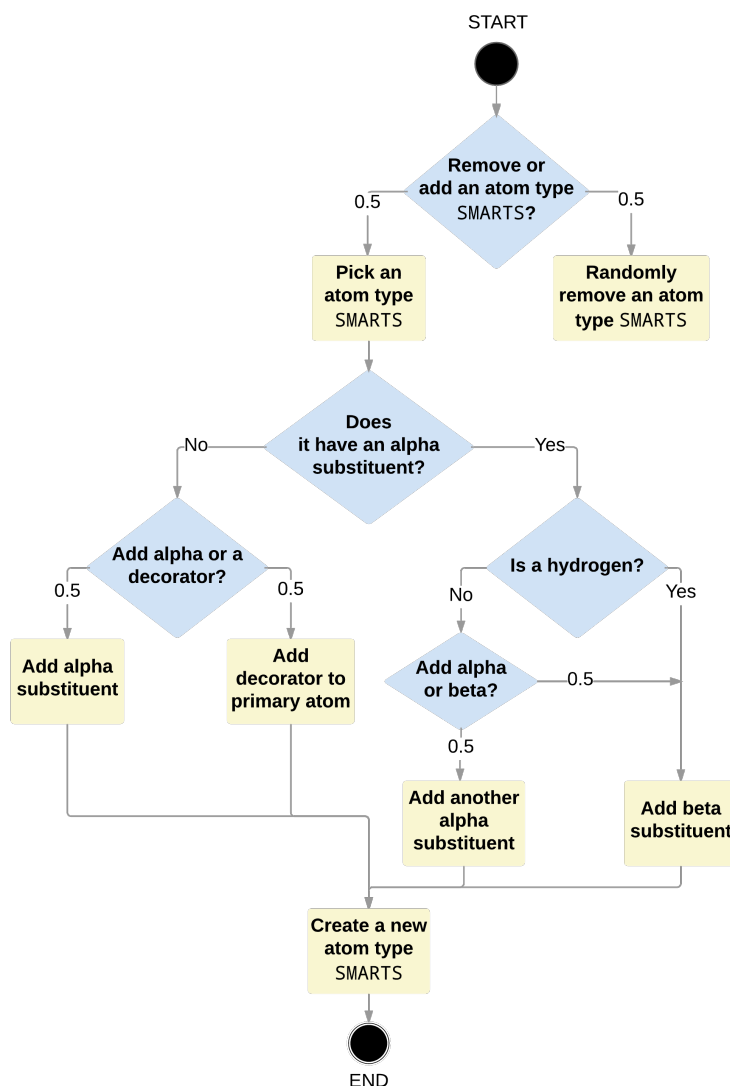 START
Remove or
add an atom type
SMARTS?
0.5
0.5
Pick an
atom type
SMARTS
Randomly
remove an atom
type SMARTS
Does
it have an alpha
substituent?
No
Yes
Add alpha or a
decorator?
Is a hydrogen?
0.5
0.5
No
Yes
Add alpha
substituent
Add
decorator to
primary atom
Add alpha
or beta?
0.5
0.5
Add another
alpha
substituent
Add beta
substituent
Create a new
atom type
SMARTS
END